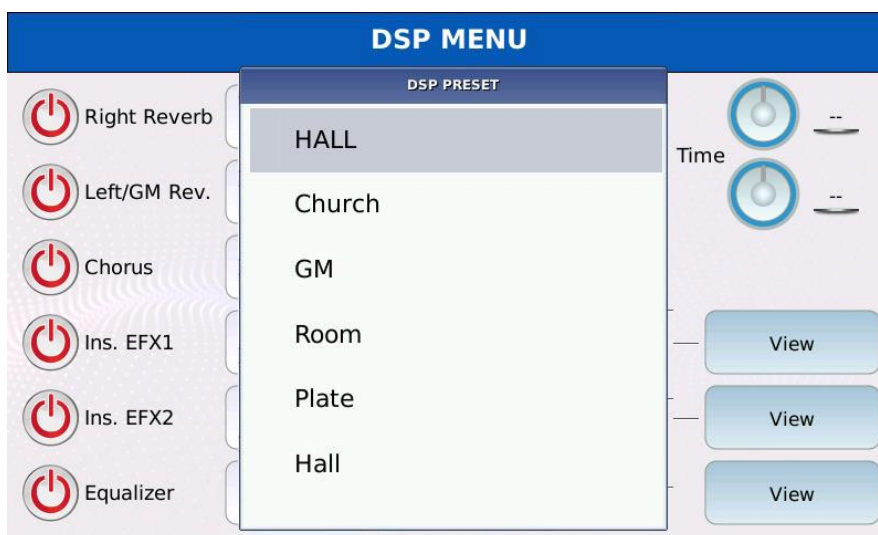 DSP MENU
DSP PRESET
Right Reverb
HALL
Time
--
Left/GM Rev.
Church
--
Chorus
GM
Ins. EFX1
Room
View
Ins. EFX2
Plate
View
Equalizer
Hall
View